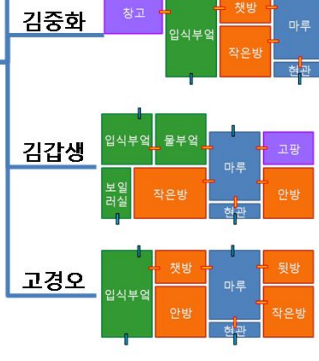 김중화
창고
입식부엌
챗방
작은방
마루
현관
김갑생
입식부엌
물부엌
마루
고팡
보일
러실
작은방
현관
안방
고경오
입식부엌
챗방
안방
마루
현관
뒷방
작은방